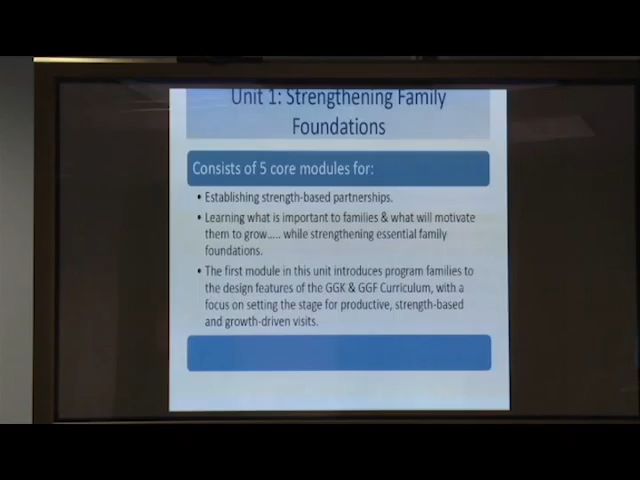 Unit 1: Strengthening Family
Foundations
Consists of 5 core modules for:
• Establishing strength-based partnerships.
• Learning what is important to families & what will motivate
them to grow..... while strengthening essential family
foundations.
• The first module in this unit introduces program families to
the design features of the GGK & GGF Curriculum, with a
focus on setting the stage for productive, strength-based
and growth-driven visits.